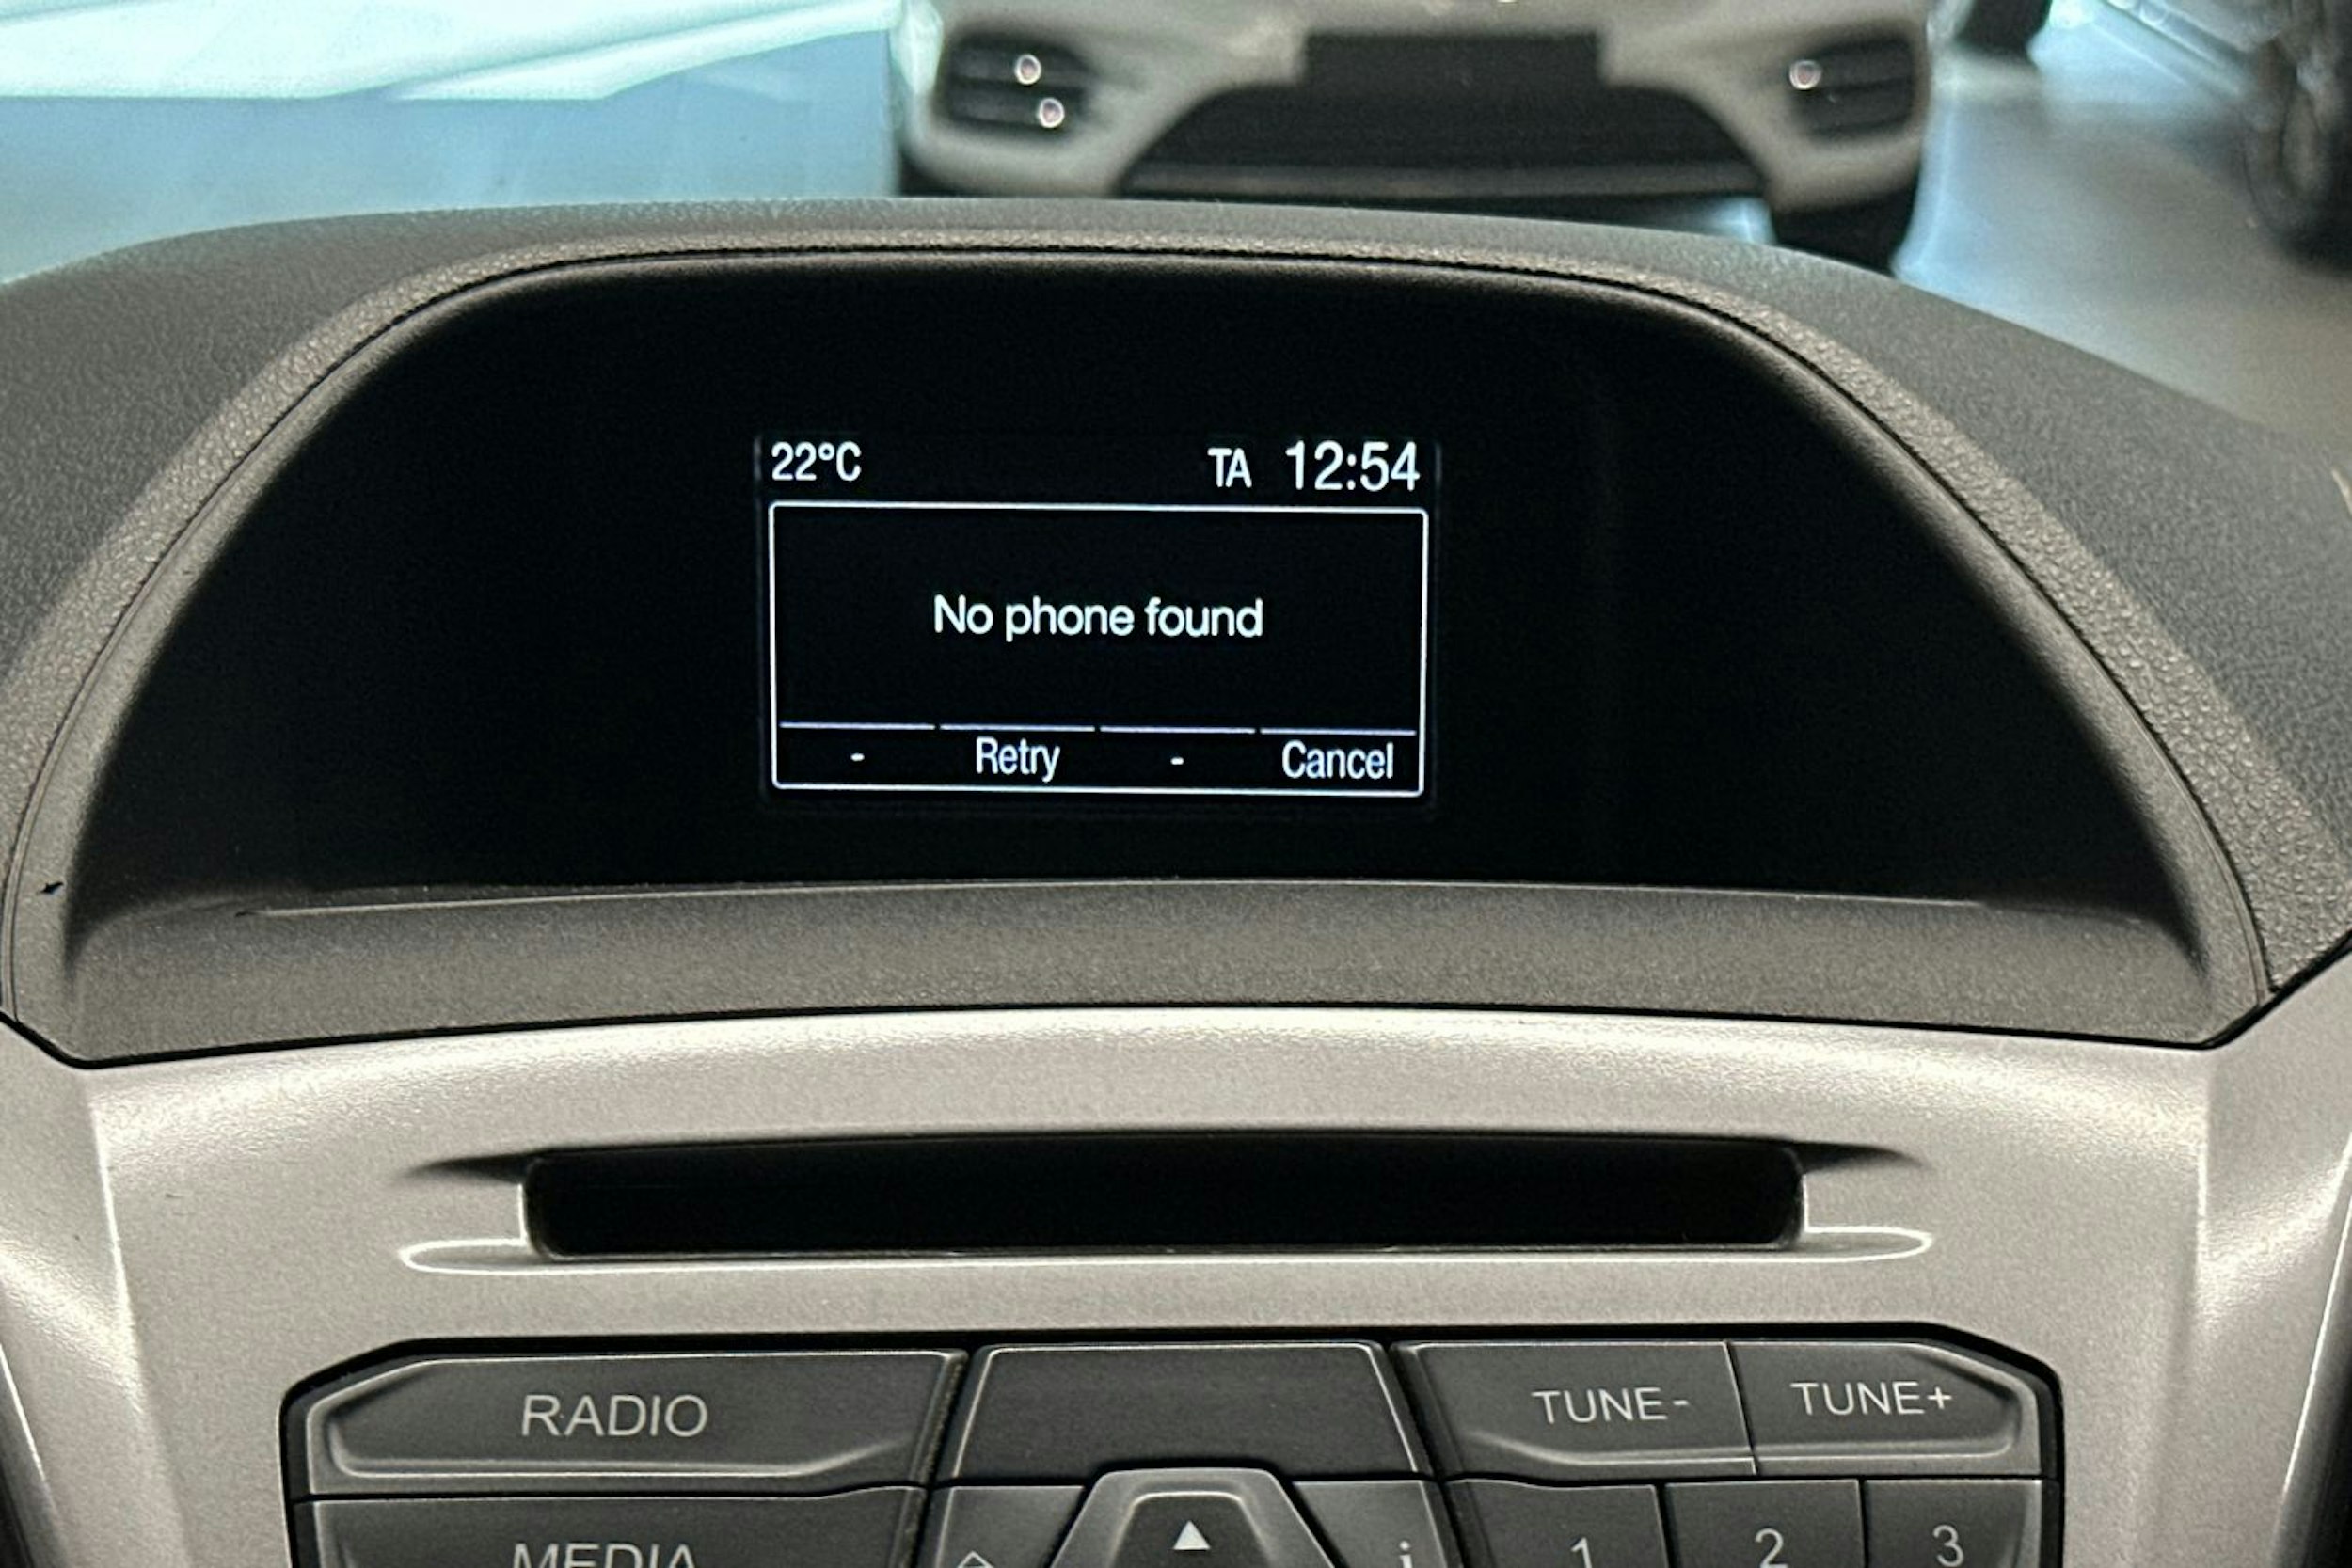 22°C TA 12:54
No phone found
- Retry - Cancel
RADIO
TUNE- TUNE+
MEDIA
i
1 2 3